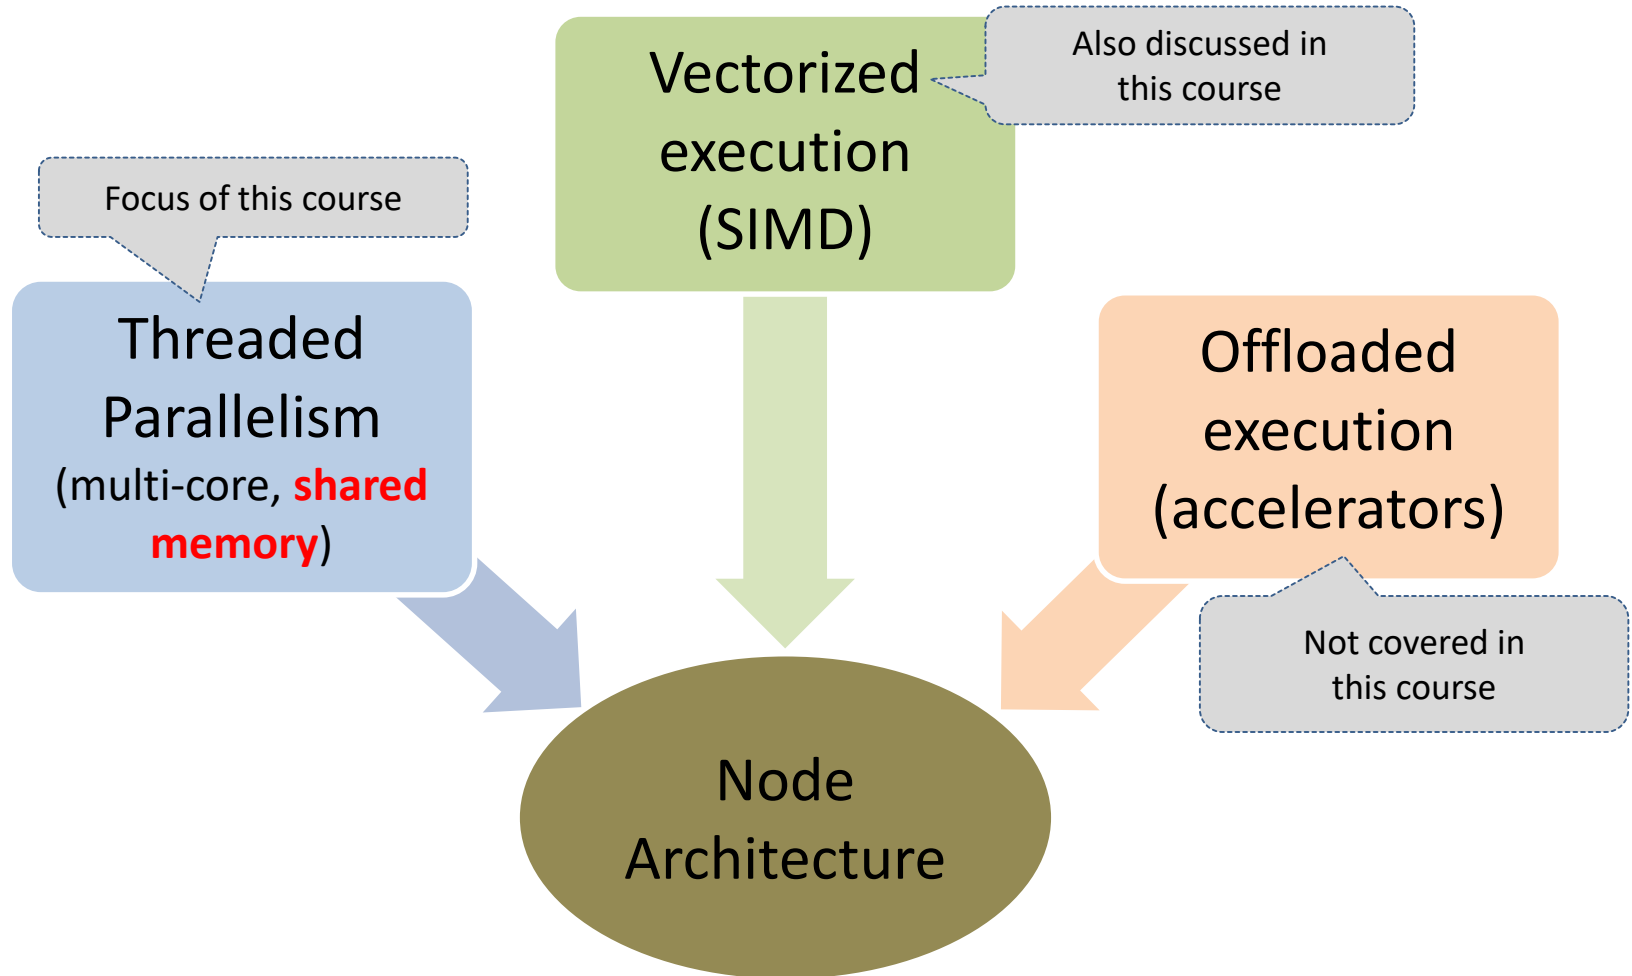 Also discussed in
this course
Vectorized
execution
(SIMD)
Focus of this course
Threaded
Parallelism
(multi-core, shared
memory)
Offloaded
execution
(accelerators)
Not covered in
this course
Node
Architecture